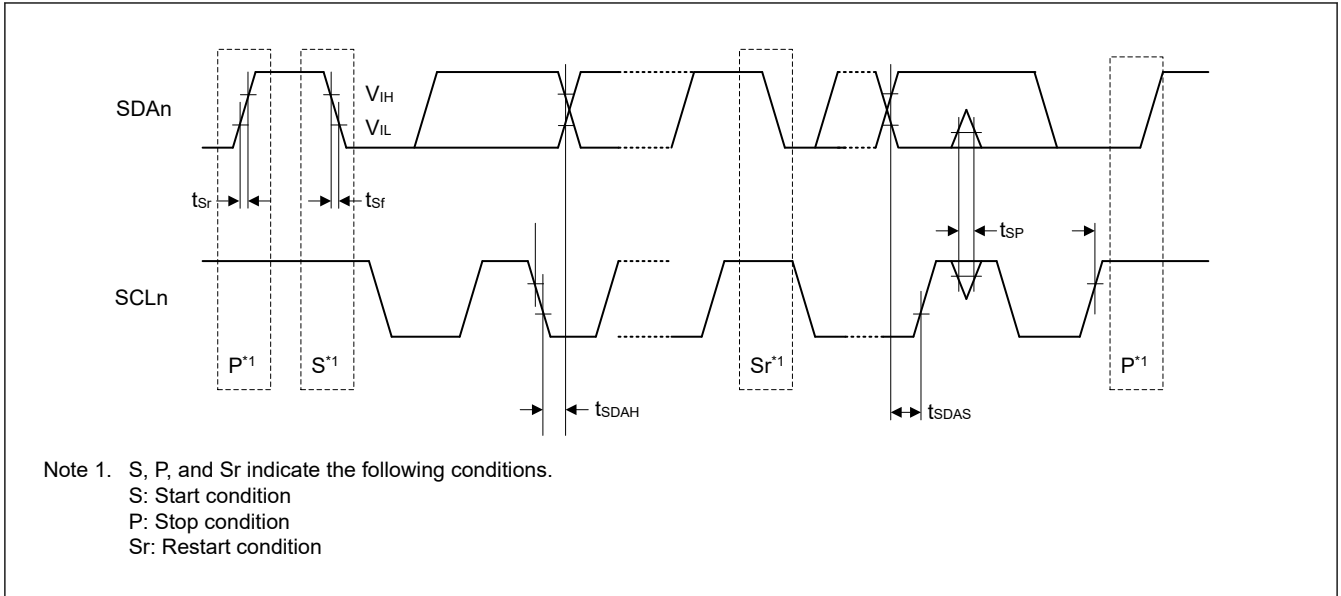 SDAn
VIH
VIL
tSr
tSf
tSP
SCLn
P*1
S*1
Sr*1
P*1
tSDAH
tSDAS
Note 1. S, P, and Sr indicate the following conditions.
S: Start condition
P: Stop condition
Sr: Restart condition